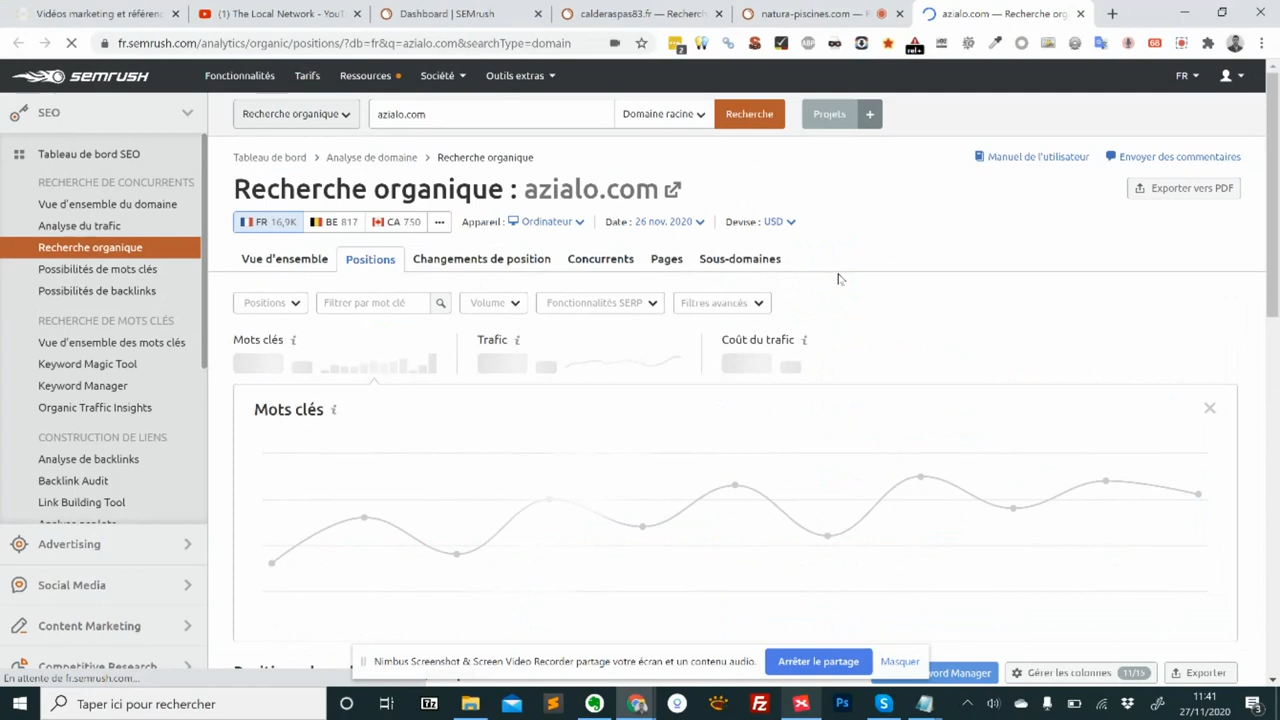 Vidéos marketing et référenc
(1) The Local Network - YouT
Dashboard | SEMrush
calderaspas83.fr — Recherch
natura-piscines.com — R
azialo.com — Recherche org
fr.semrush.com/analytics/organic/positions/?db=fr&q=azialo.com&searchType=domain
SEMRUSH
Fonctionnalités
Tarifs
Ressources
Société
Outils extras
FR
SEO
Tableau de bord SEO
RECHERCHE DE CONCURRENTS
Vue d'ensemble du domaine
Analyse du trafic
Recherche organique
Possibilités de mots clés
Possibilités de backlinks
RECHERCHE DE MOTS CLÉS
Vue d'ensemble des mots clés
Keyword Magic Tool
Keyword Manager
Organic Traffic Insights
CONSTRUCTION DE LIENS
Analyse de backlinks
Backlink Audit
Link Building Tool
Advertising
Social Media
Content Marketing
Competitive Research
En attente de fr.semrush.com...
Recherche organique
azialo.com
Domaine racine
Recherche
Projets
+
Tableau de bord > Analyse de domaine > Recherche organique
Manuel de l'utilisateur
Envoyer des commentaires
Recherche organique : azialo.com
Exporter vers PDF
FR 16,9K
BE 817
CA 750
...
Appareil : Ordinateur
Date : 26 nov. 2020
Devise : USD
Vue d'ensemble
Positions
Changements de position
Concurrents
Pages
Sous-domaines
Positions
Filtrer par mot clé
Volume
Fonctionnalités SERP
Filtres avancés
Mots clés
Trafic
Coût du trafic
Mots clés
Nimbus Screenshot & Screen Video Recorder partage votre écran et un contenu audio.
Arrêter le partage
Masquer
Gérer les colonnes 11/15
Exporter
Taper ici pour rechercher
11:41
27/11/2020